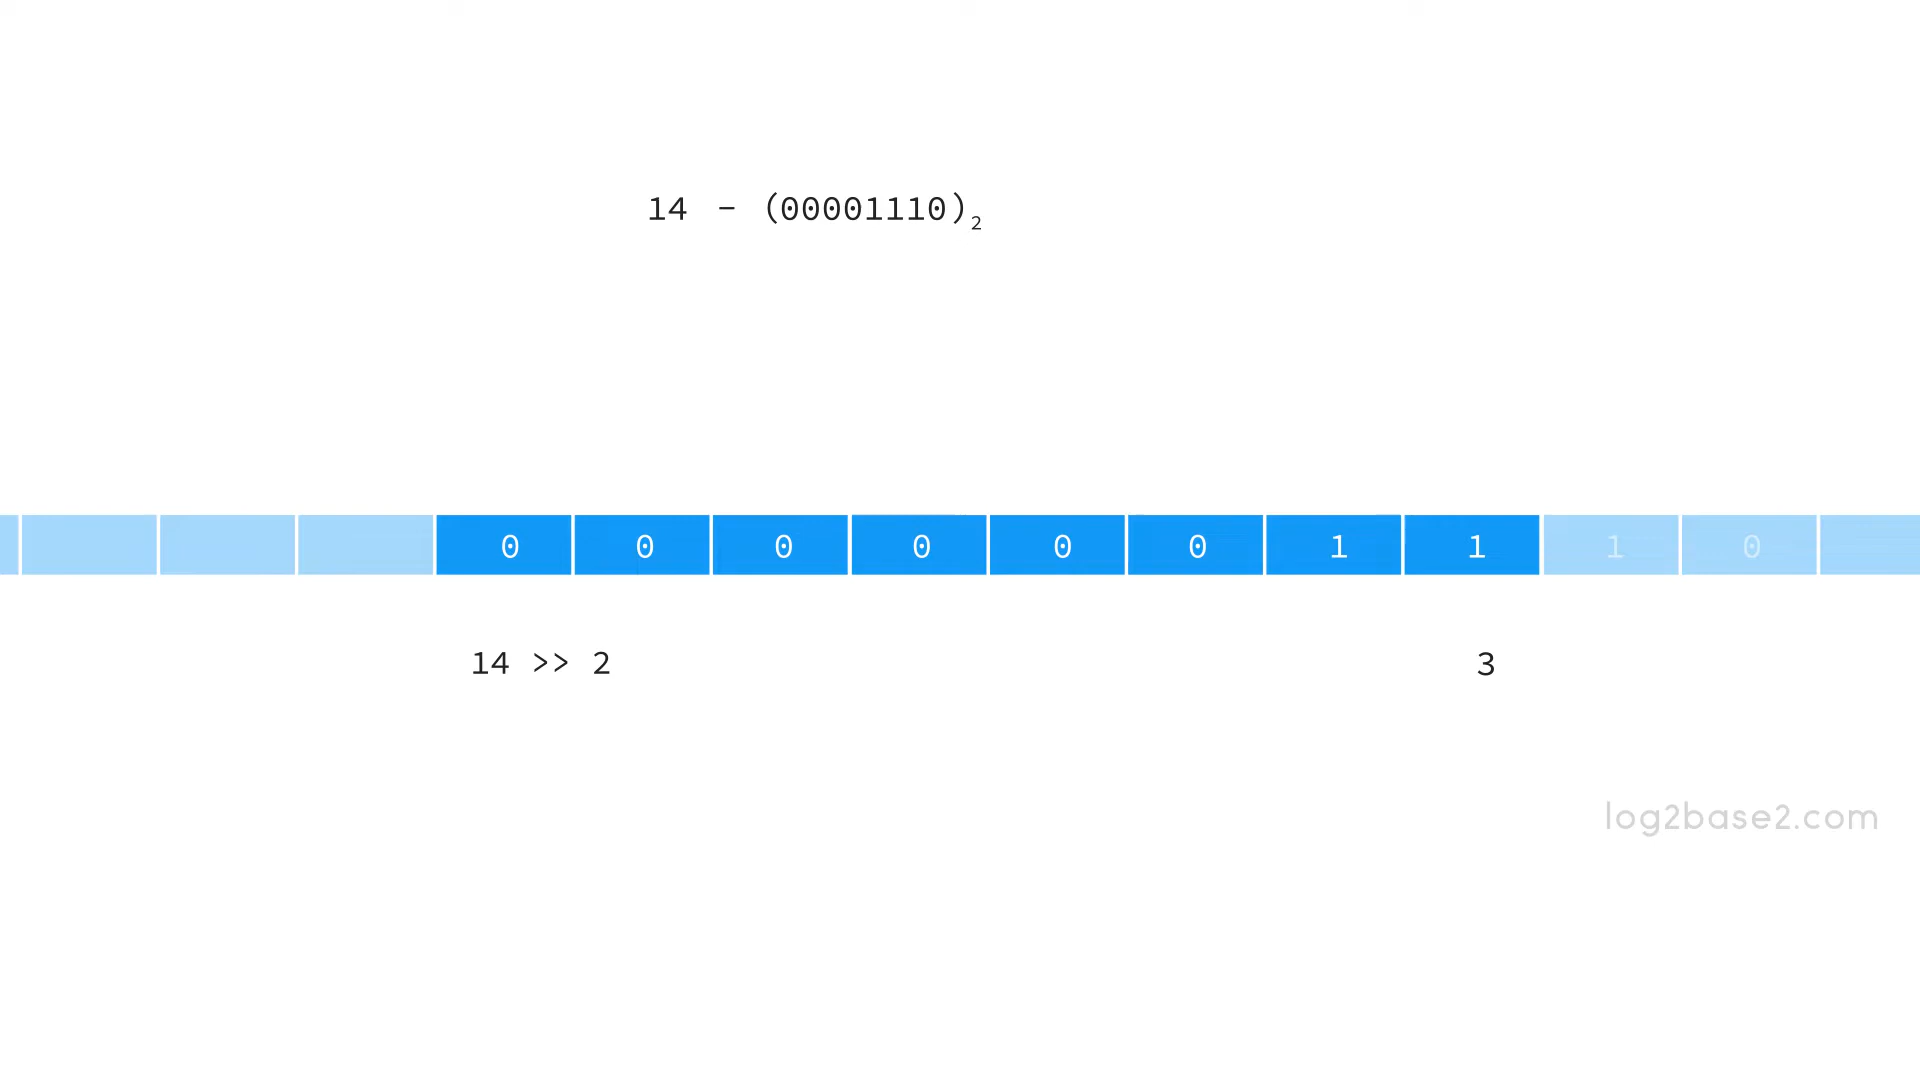 14 - (00001110)₂
0 0 0 0 0 0 1 1 1 0
14 >> 2 3
log2base2.com